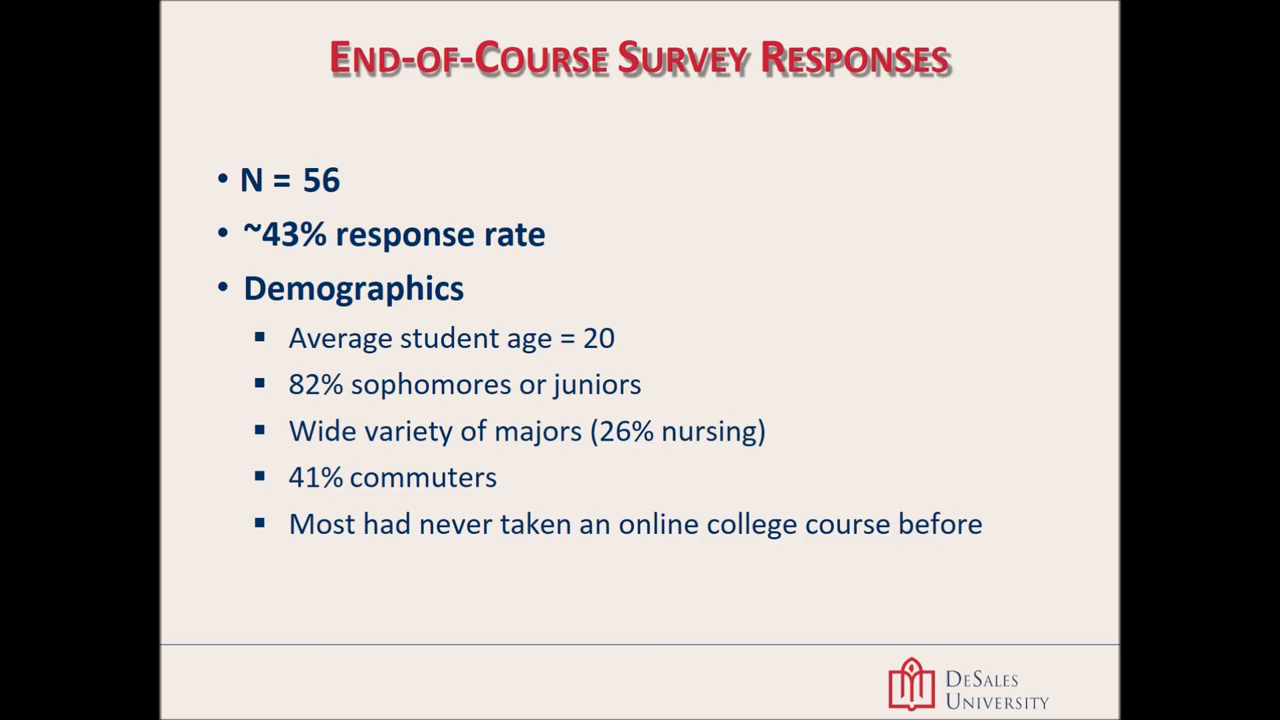 END-OF-COURSE SURVEY RESPONSES
• N = 56
• ~43% response rate
• Demographics
▪ Average student age = 20
▪ 82% sophomores or juniors
▪ Wide variety of majors (26% nursing)
▪ 41% commuters
▪ Most had never taken an online college course before
DESALES
UNIVERSITY